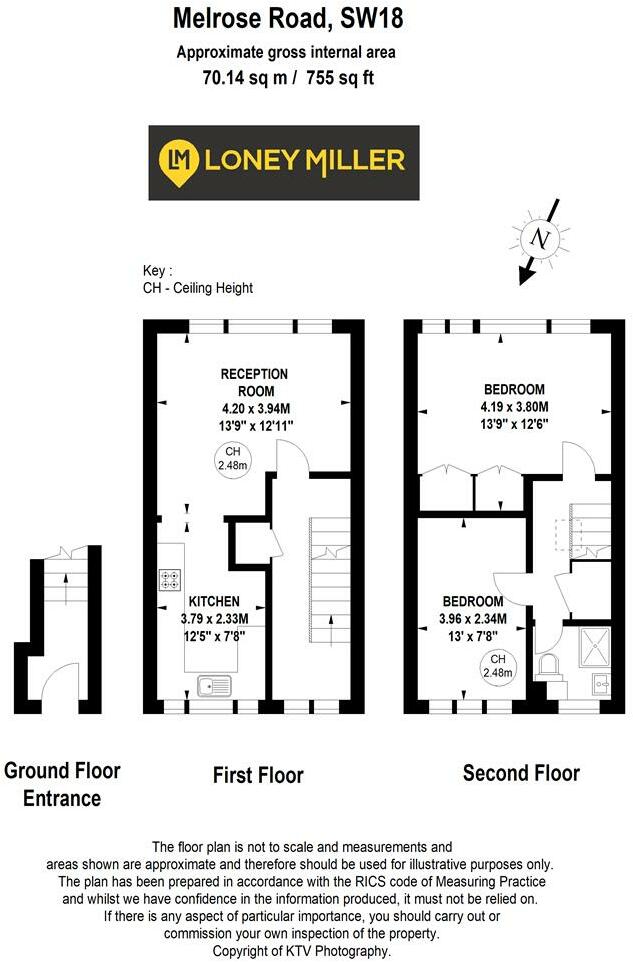 Melrose Road, SW18
Approximate gross internal area
70.14 sq m / 755 sq ft
LM LONEY MILLER
N
Key :
CH - Ceiling Height
RECEPTION
ROOM
4.20 x 3.94M
13'9" x 12'11"
CH
2.48m
KITCHEN
3.79 x 2.33M
12'5" x 7'8"
BEDROOM
4.19 x 3.80M
13'9" x 12'6"
BEDROOM
3.96 x 2.34M
13' x 7'8"
CH
2.48m
Ground Floor
Entrance
First Floor
Second Floor
The floor plan is not to scale and measurements and
areas shown are approximate and therefore should be used for illustrative purposes only.
The plan has been prepared in accordance with the RICS code of Measuring Practice
and whilst we have confidence in the information produced, it must not be relied on.
If there is any aspect of particular importance, you should carry out or
commission your own inspection of the property.
Copyright of KTV Photography.